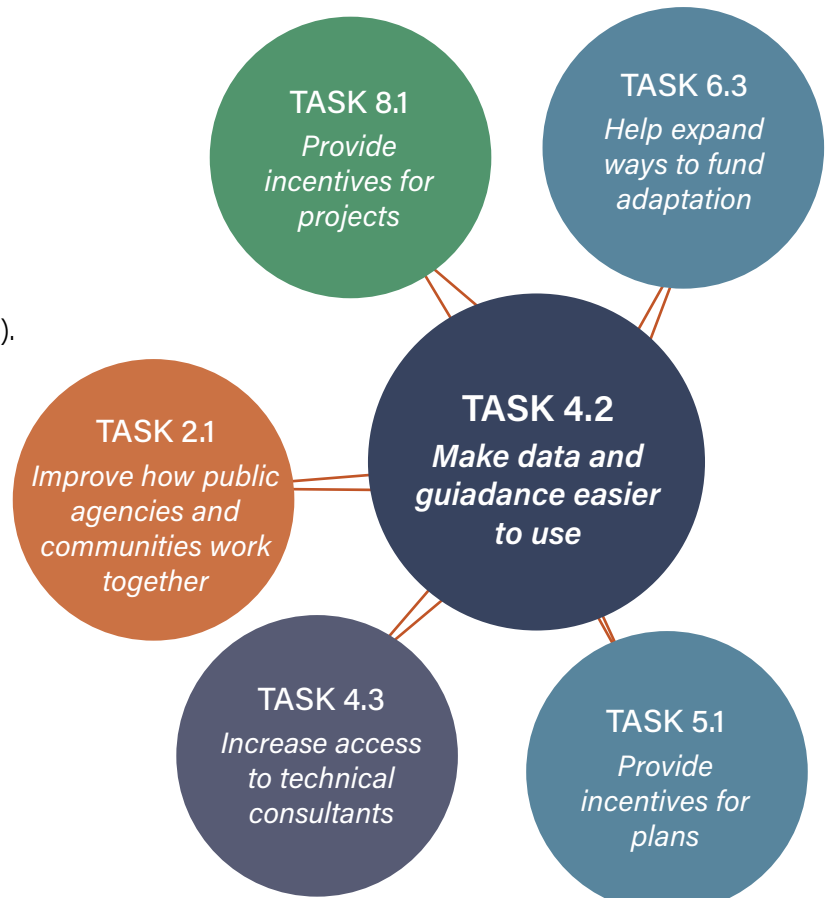 TASK 8.1
Provide
incentives for
projects
TASK 6.3
Help expand
ways to fund
adaptation
).
TASK 2.1
Improve how public
agencies and
communities work
together
TASK 4.2
Make data and
guiadance easier
to use
TASK 4.3
Increase access
to technical
consultants
TASK 5.1
Provide
incentives for
plans